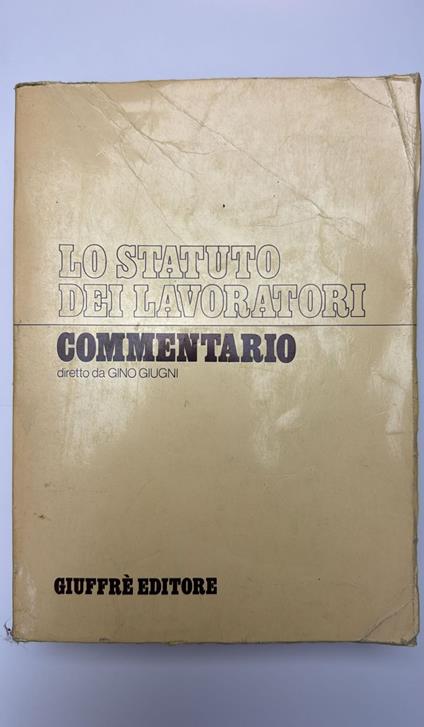 LO STATUTO
DEI LAVORATORI
COMMENTARIO
diretto da GINO GIUGNI
GIUFFRÈ EDITORE